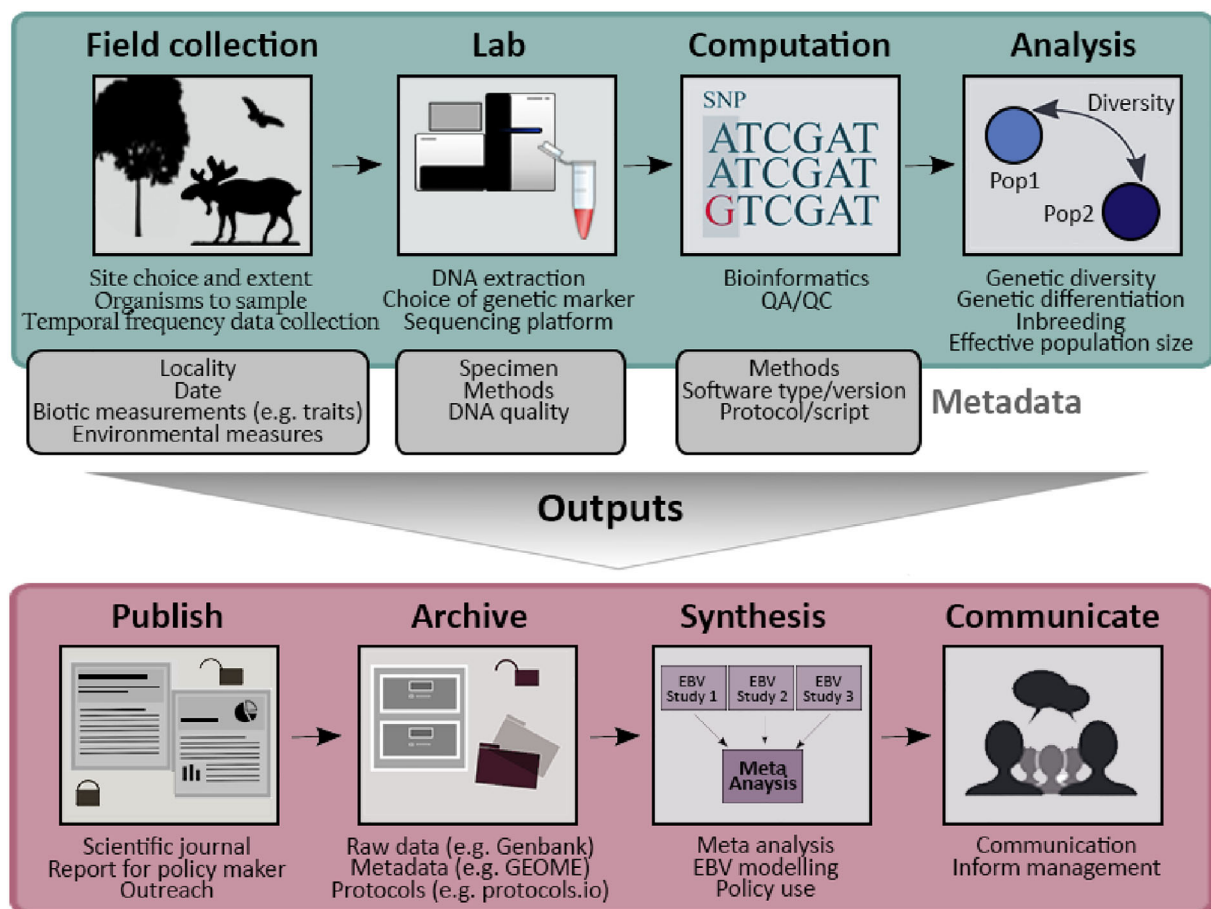 Field collection
Lab
Computation
Analysis
SNP
ATCGAT
ATCGAT
GTCGAT
Diversity
Pop1
Pop2
Site choice and extent
Organisms to sample
Temporal frequency data collection
DNA extraction
Choice of genetic marker
Sequencing platform
Bioinformatics
QA/QC
Genetic diversity
Genetic differentiation
Inbreeding
Effective population size
Locality
Date
Biotic measurements (e.g. traits)
Environmental measures
Specimen
Methods
DNA quality
Methods
Software type/version
Protocol/script
Metadata
Outputs
Publish
Archive
Synthesis
Communicate
EBV
Study 1
EBV
Study 2
EBV
Study 3
Meta
Anaysis
Scientific journal
Report for policy maker
Outreach
Raw data (e.g. Genbank)
Metadata (e.g. GEOME)
Protocols (e.g. protocols.io)
Meta analysis
EBV modelling
Policy use
Communication
Inform management